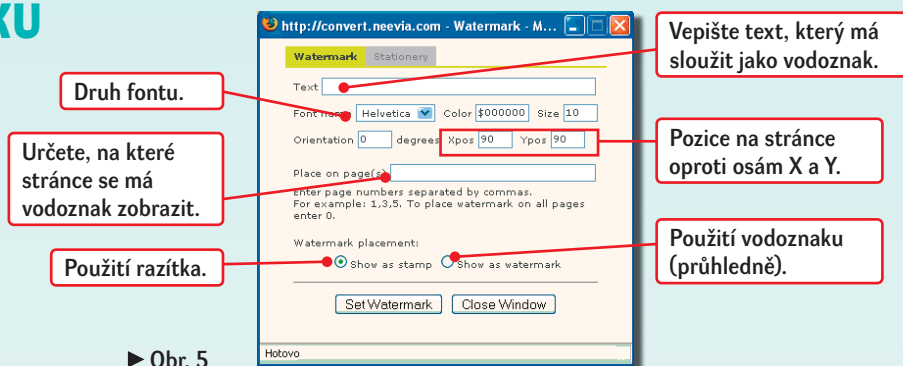 KU
http://convert.neevia.com - Watermark - M...
Vepište text, který má
sloužit jako vodoznak.
Watermark Stationery
Text
Druh fontu.
Font name Helvetica Color $000000 Size 10
Orientation 0 degrees Xpos 90 Ypos 90
Pozice na stránce
oproti osám X a Y.
Určete, na které
stránce se má
vodoznak zobrazit.
Place on page(s)
Enter page numbers separated by commas.
For example: 1,3,5. To place watermark on all pages
enter 0.
Watermark placement:
Použití vodoznaku
(průhledně).
Použití razítka.
Show as stamp Show as watermark
Set Watermark Close Window
Hotovo
Obr. 5